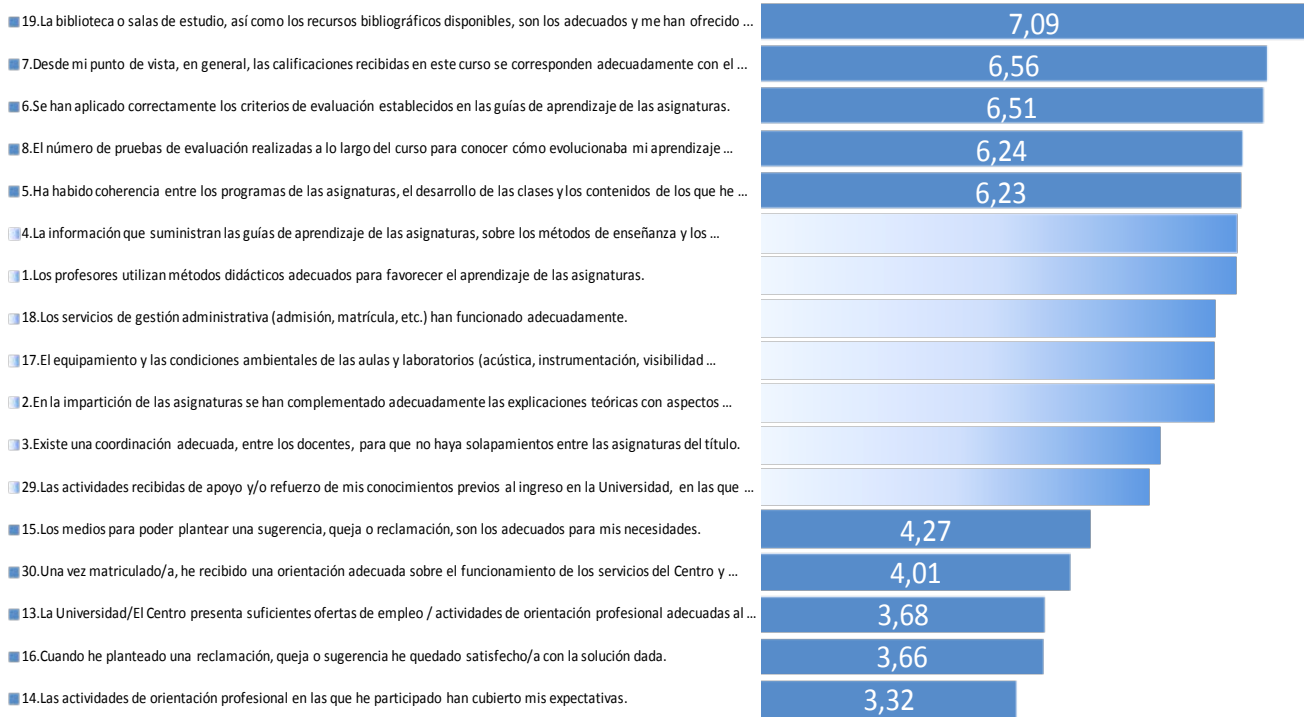 19.La biblioteca o salas de estudio, así como los recursos bibliográficos disponibles, son los adecuados y me han ofrecido ... 7,09
7.Desde mi punto de vista, en general, las calificaciones recibidas en este curso se corresponden adecuadamente con el ... 6,56
6.Se han aplicado correctamente los criterios de evaluación establecidos en las guías de aprendizaje de las asignaturas. 6,51
8.El número de pruebas de evaluación realizadas a lo largo del curso para conocer cómo evolucionaba mi aprendizaje ... 6,24
5.Ha habido coherencia entre los programas de las asignaturas, el desarrollo de las clases y los contenidos de los que he ... 6,23
4.La información que suministran las guías de aprendizaje de las asignaturas, sobre los métodos de enseñanza y los ...
1.Los profesores utilizan métodos didácticos adecuados para favorecer el aprendizaje de las asignaturas.
18.Los servicios de gestión administrativa (admisión, matrícula, etc.) han funcionado adecuadamente.
17.El equipamiento y las condiciones ambientales de las aulas y laboratorios (acústica, instrumentación, visibilidad ...
2.En la impartición de las asignaturas se han complementado adecuadamente las explicaciones teóricas con aspectos ...
3.Existe una coordinación adecuada, entre los docentes, para que no haya solapamientos entre las asignaturas del título.
29.Las actividades recibidas de apoyo y/o refuerzo de mis conocimientos previos al ingreso en la Universidad, en las que ...
15.Los medios para poder plantear una sugerencia, queja o reclamación, son los adecuados para mis necesidades. 4,27
30.Una vez matriculado/a, he recibido una orientación adecuada sobre el funcionamiento de los servicios del Centro y ... 4,01
13.La Universidad/El Centro presenta suficientes ofertas de empleo / actividades de orientación profesional adecuadas al ... 3,68
16.Cuando he planteado una reclamación, queja o sugerencia he quedado satisfecho/a con la solución dada. 3,66
14.Las actividades de orientación profesional en las que he participado han cubierto mis expectativas. 3,32